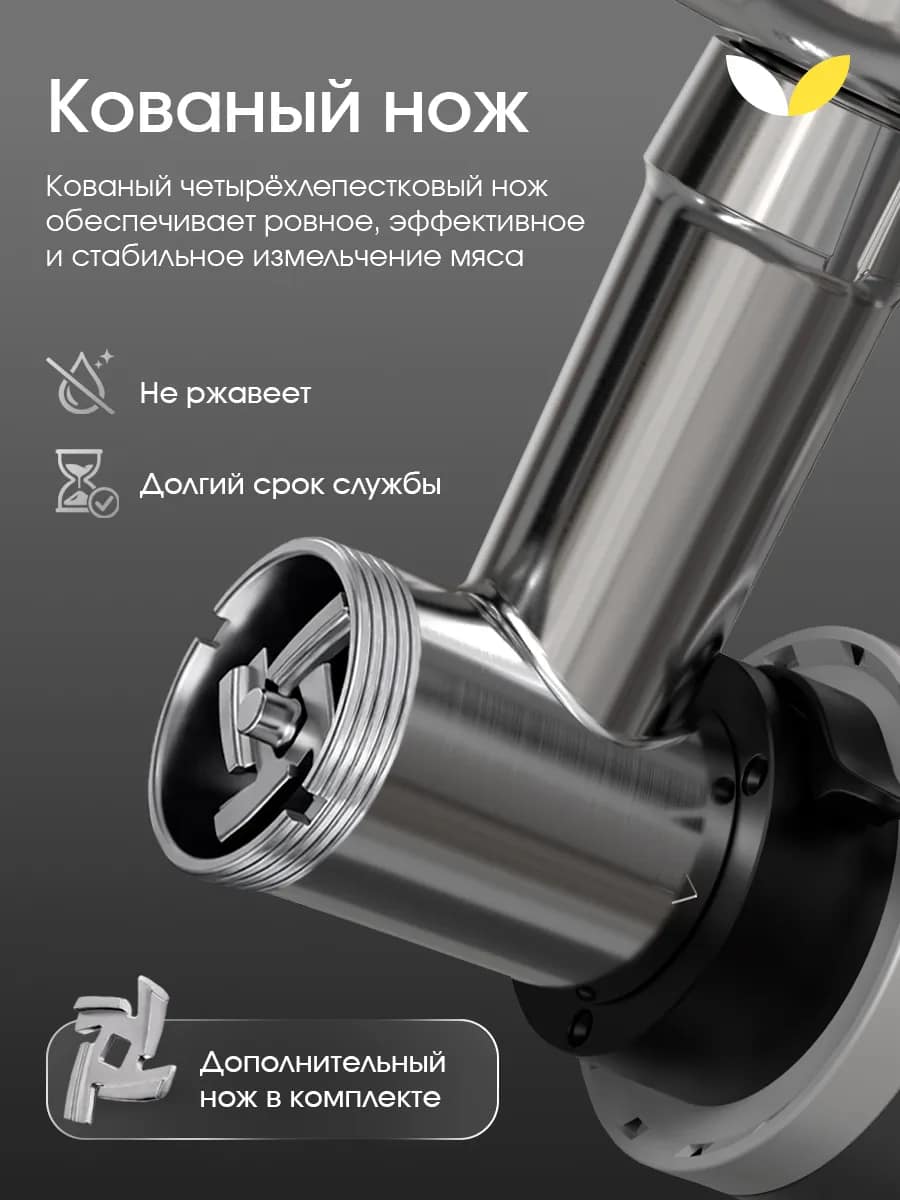 Кованый нож
Кованый четырёхлепестковый нож
обеспечивает ровное, эффективное
и стабильное измельчение мяса
Не ржавеет
Долгий срок службы
Дополнительный
нож в комплекте